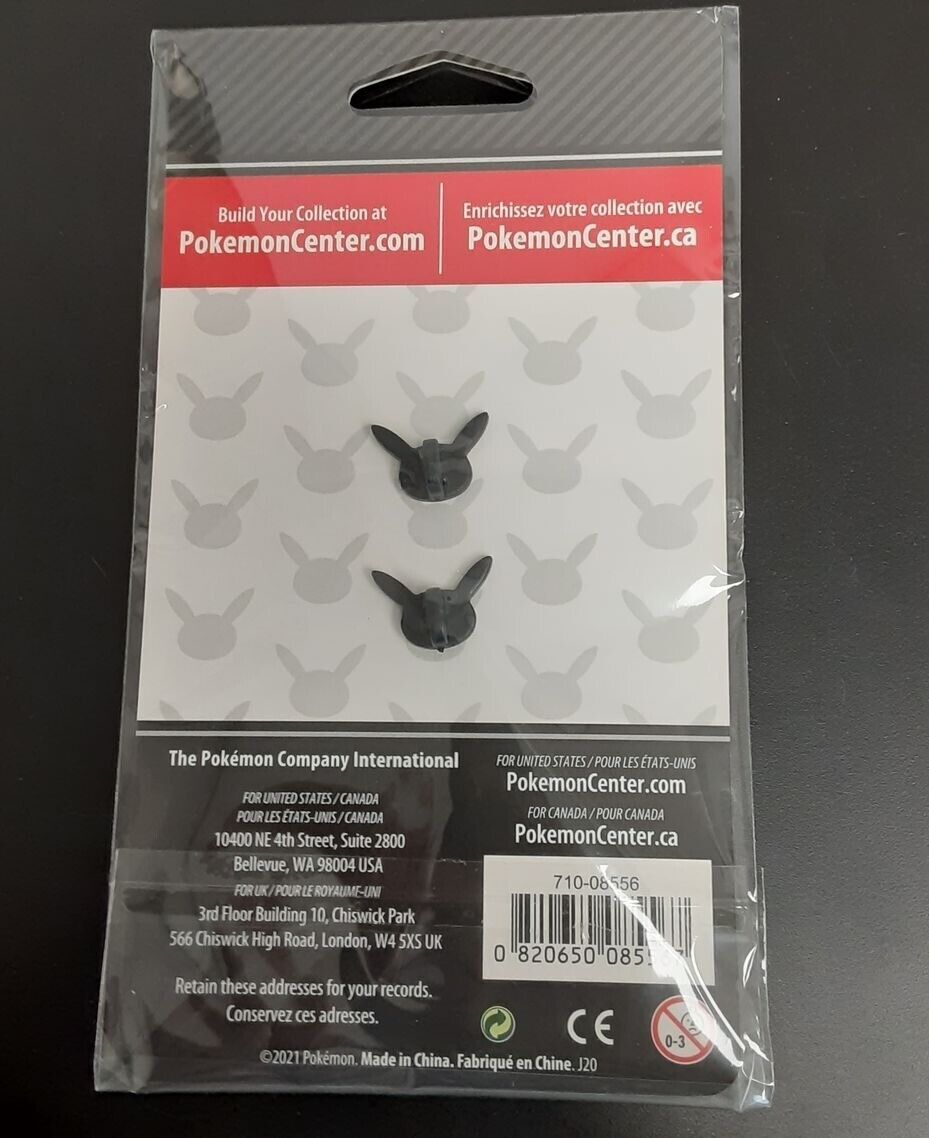 Build Your Collection at
PokemonCenter.com
Enrichissez votre collection avec
PokemonCenter.ca
The Pokémon Company International
FOR UNITED STATES / CANADA
POUR LES ÉTATS-UNIS / CANADA
10400 NE 4th Street, Suite 2800
Bellevue, WA 98004 USA
FOR UK / POUR LE ROYAUME-UNI
3rd Floor Building 10, Chiswick Park
566 Chiswick High Road, London, W4 5XS UK
Retain these addresses for your records.
Conservez ces adresses.
FOR UNITED STATES / POUR LES ÉTATS-UNIS
PokemonCenter.com
FOR CANADA / POUR CANADA
PokemonCenter.ca
710-08556
0 820650
CE
0-3
©2021 Pokémon. Made in China. Fabriqué en Chine. J20